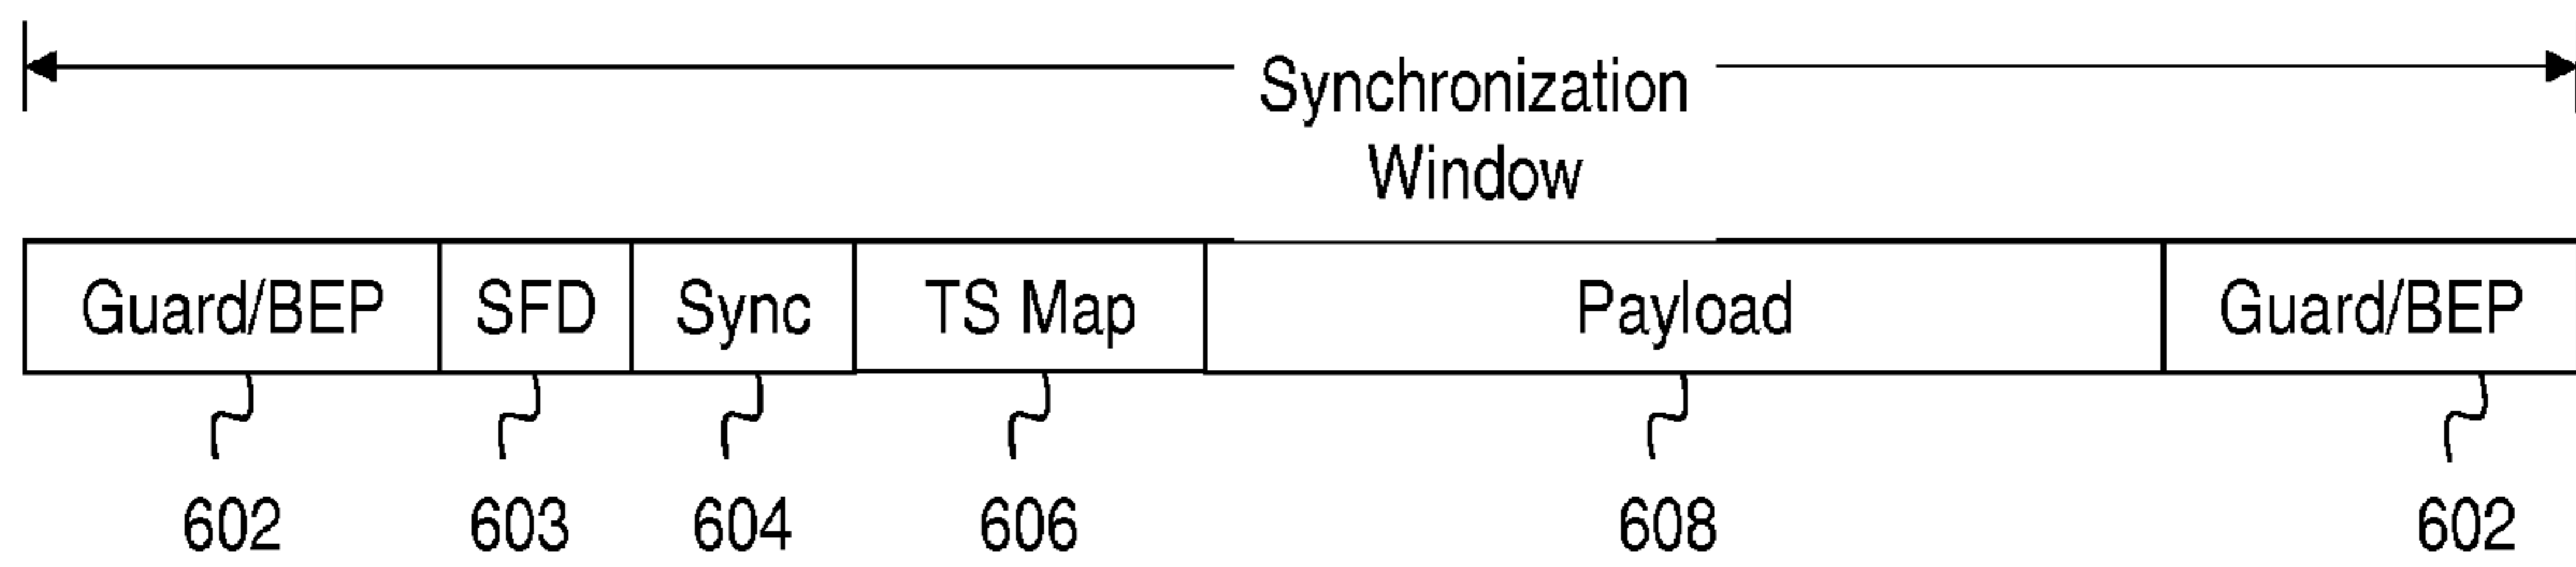 Synchronization
Window
Guard/BEP SFD Sync TS Map Payload Guard/BEP
602 603 604 606 608 602